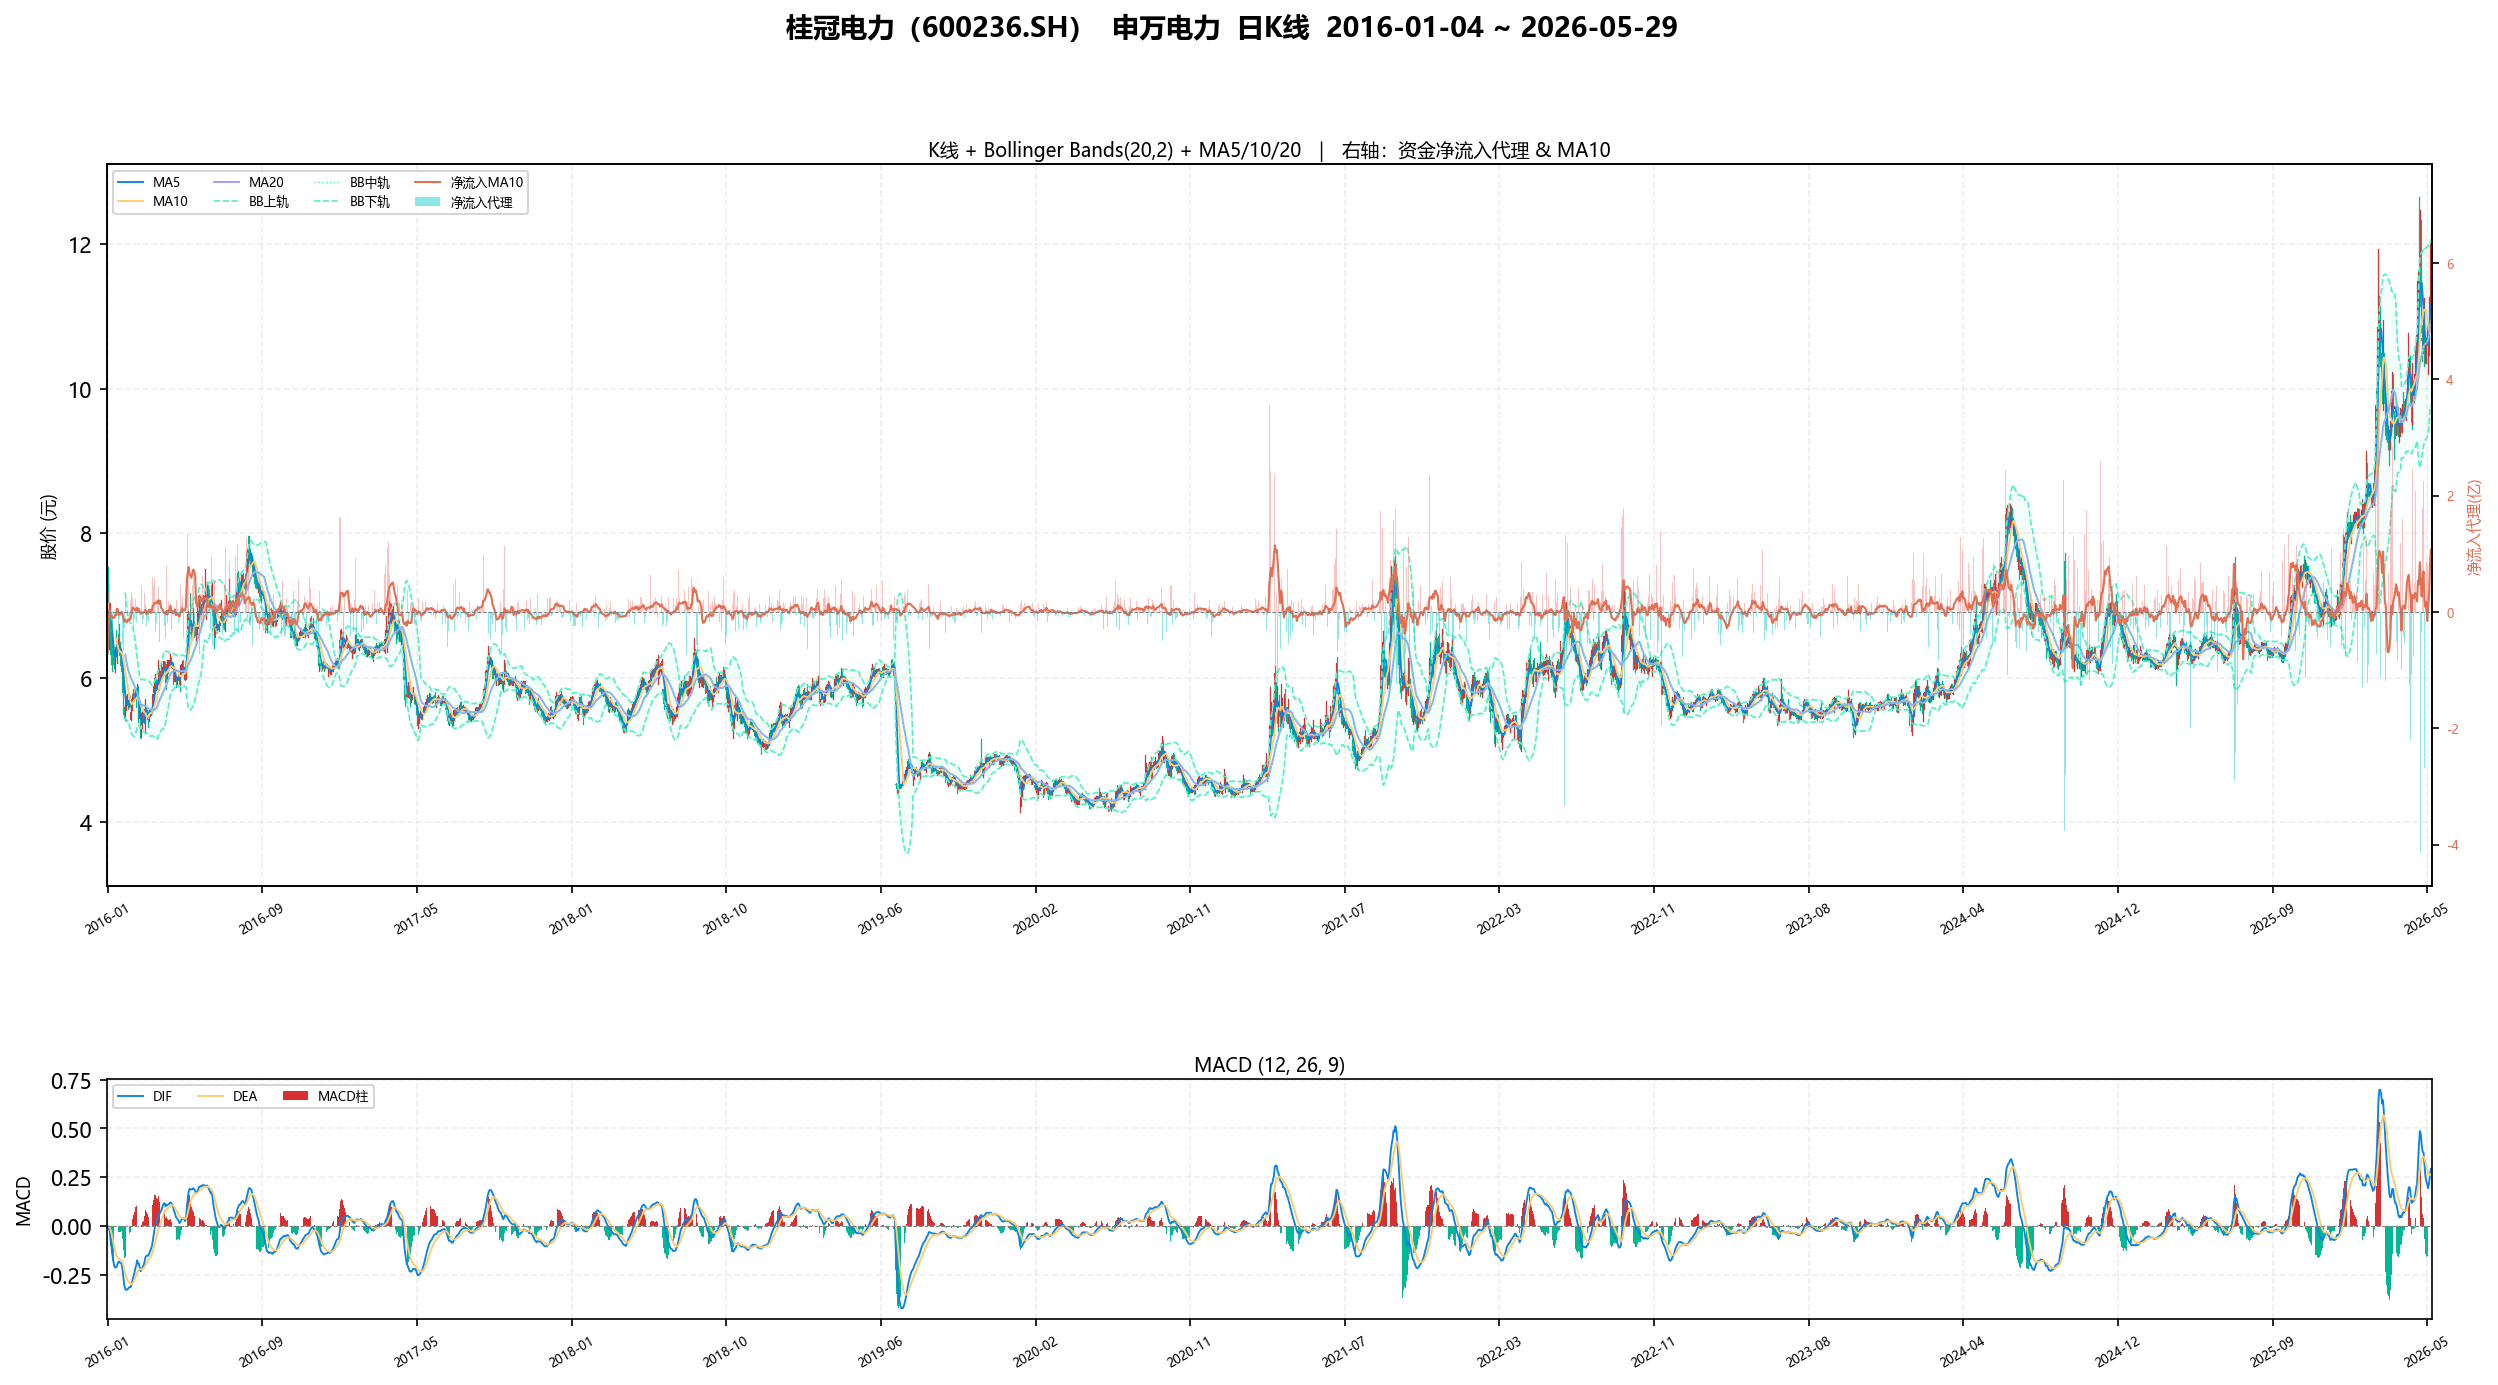 桂冠电力（600236.SH） 申万电力 日K线 2016-01-04 ~ 2026-05-29
K线 + Bollinger Bands(20,2) + MA5/10/20 | 右轴：资金净流入代理 & MA10
MA5 MA20 BB中轨 净流入MA10
MA10 BB上轨 BB下轨 净流入代理
股价 (元)
12
10
8
6
4
6
4
2
0
-2
-4
净流入代理(亿)
2016-01 2016-09 2017-05 2018-01 2018-10 2019-06 2020-02 2020-11 2021-07 2022-03 2022-11 2023-08 2024-04 2024-12 2025-09 2026-05
MACD (12, 26, 9)
DIF DEA MACD柱
MACD
0.75
0.50
0.25
0.00
-0.25
2016-01 2016-09 2017-05 2018-01 2018-10 2019-06 2020-02 2020-11 2021-07 2022-03 2022-11 2023-08 2024-04 2024-12 2025-09 2026-05